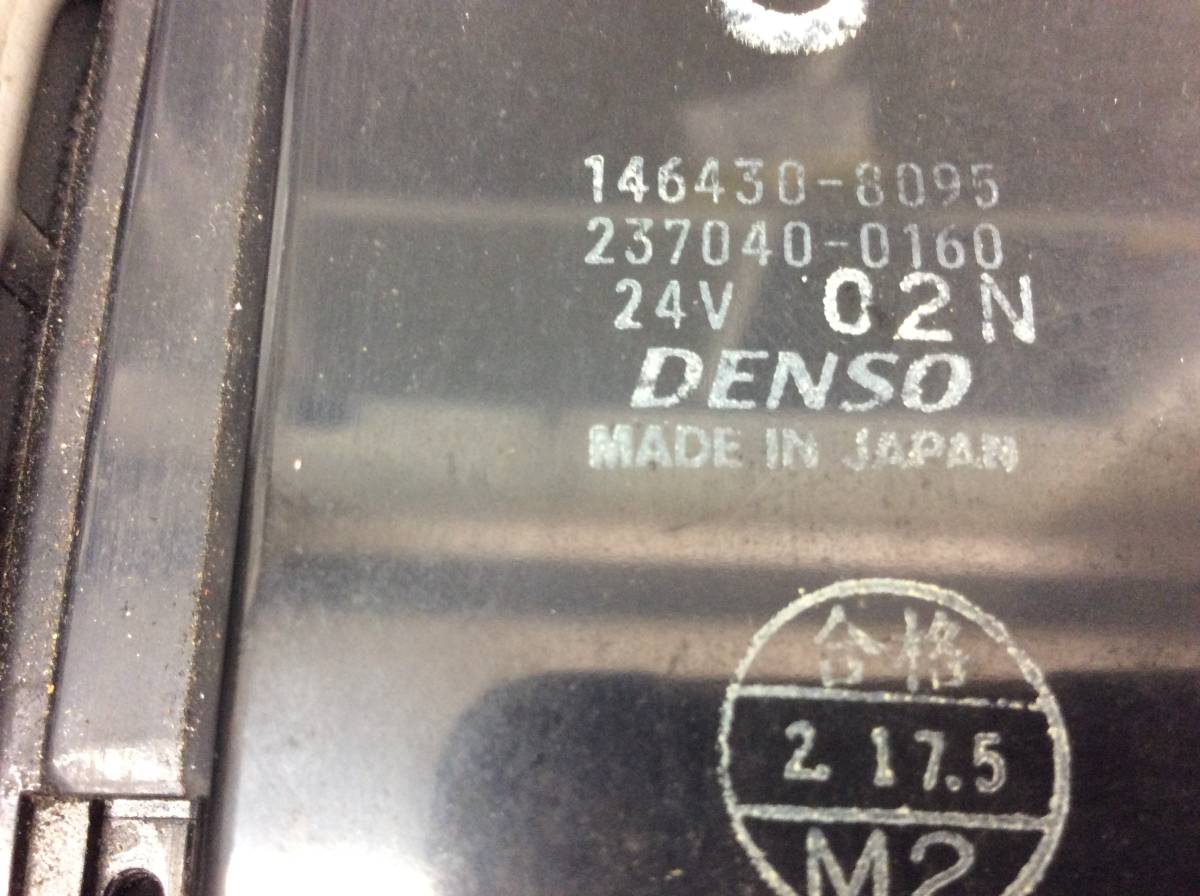 146430-8095
237040-0160
24V 02N
DENSO
MADE IN JAPAN
合格
2. 17.5
M2